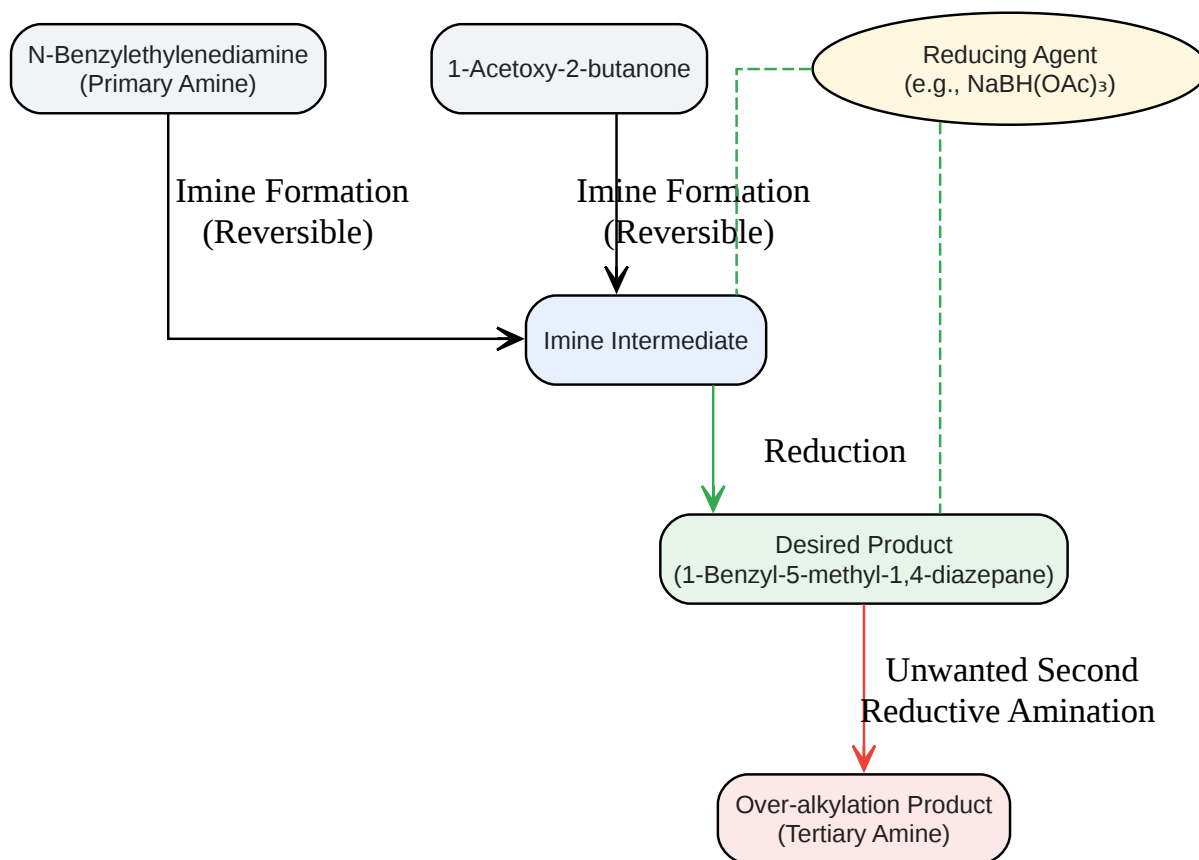 N-Benzylethylenediamine
(Primary Amine)
1-Acetoxy-2-butanone
Reducing Agent
(e.g., NaBH(OAc)₃)
Imine Formation
(Reversible)
Imine Formation
(Reversible)
Imine Intermediate
Reduction
Desired Product
(1-Benzyl-5-methyl-1,4-diazepane)
Unwanted Second
Reductive Amination
Over-alkylation Product
(Tertiary Amine)